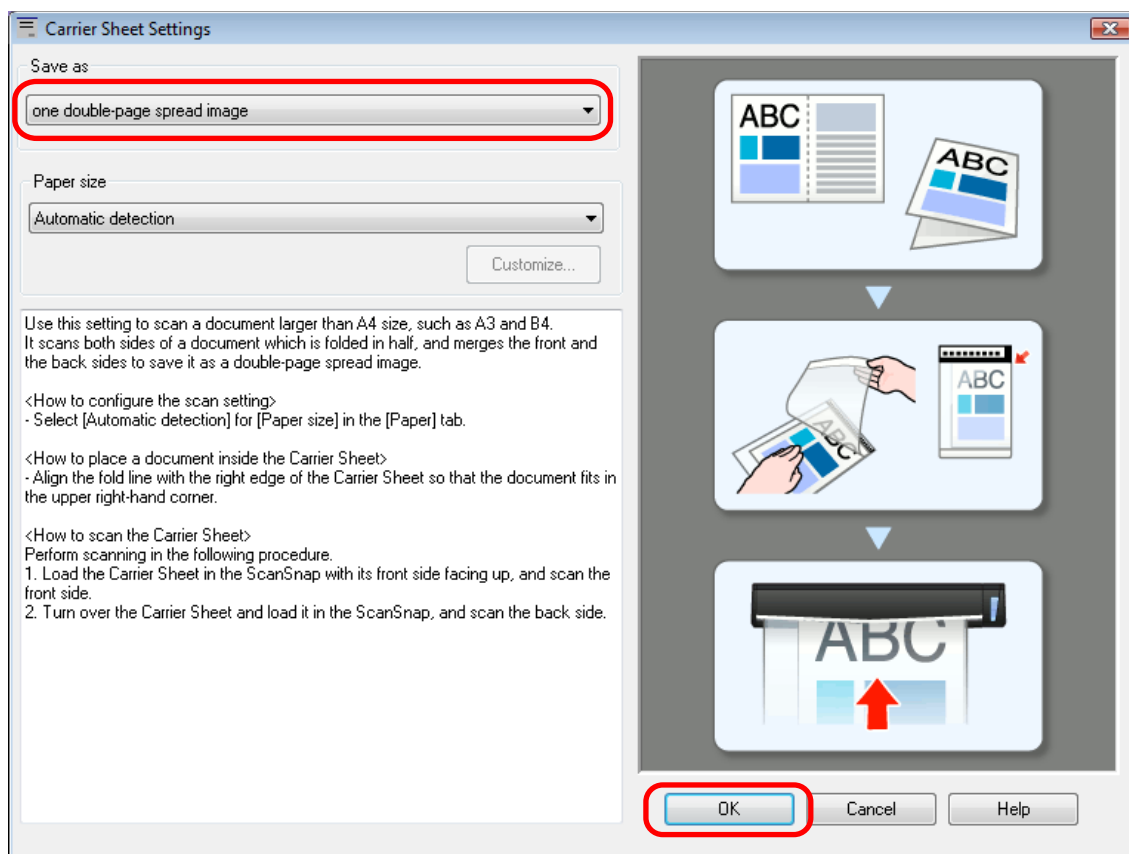 Carrier Sheet Settings
Save as
one double-page spread image
Paper size
Automatic detection
Customize...
Use this setting to scan a document larger than A4 size, such as A3 and B4.
It scans both sides of a document which is folded in half, and merges the front and
the back sides to save it as a double-page spread image.
<How to configure the scan setting>
- Select [Automatic detection] for [Paper size] in the [Paper] tab.
<How to place a document inside the Carrier Sheet>
- Align the fold line with the right edge of the Carrier Sheet so that the document fits in
the upper right-hand corner.
<How to scan the Carrier Sheet>
Perform scanning in the following procedure.
1. Load the Carrier Sheet in the ScanSnap with its front side facing up, and scan the
front side.
2. Turn over the Carrier Sheet and load it in the ScanSnap, and scan the back side.
ABC
ABC
ABC
ABC
ABC
OK
Cancel
Help